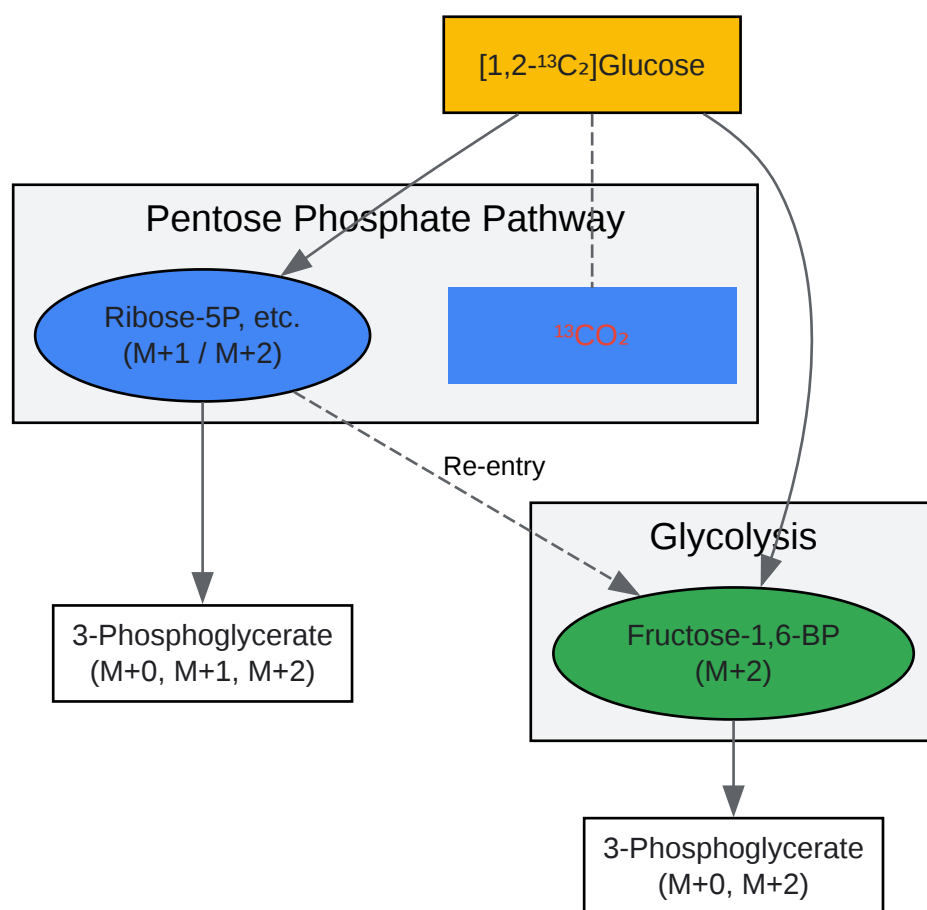 [1,2-¹³C₂]Glucose
Pentose Phosphate Pathway
Ribose-5P, etc.
(M+1 / M+2)
¹³CO₂
Re-entry
Glycolysis
3-Phosphoglycerate
(M+0, M+1, M+2)
Fructose-1,6-BP
(M+2)
3-Phosphoglycerate
(M+0, M+2)